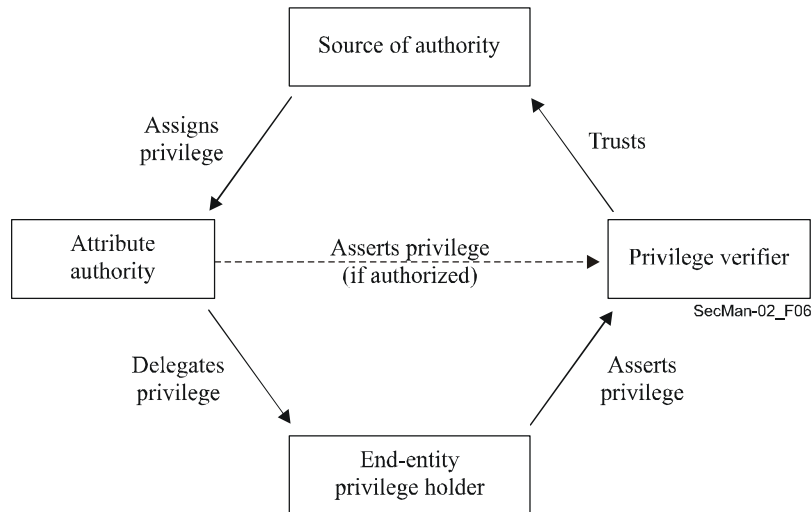 Source of authority
Assigns
privilege
Trusts
Attribute
authority
Asserts privilege
(if authorized)
Privilege verifier
SecMan-02_F06
Delegates
privilege
Asserts
privilege
End-entity
privilege holder